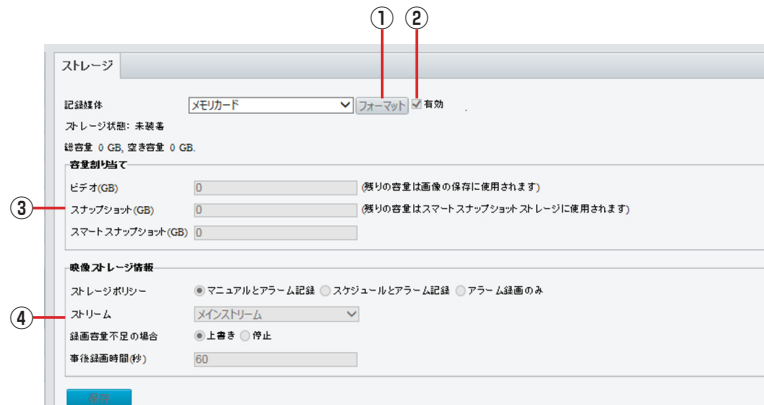 ① ②
ストレージ
記録媒体 メモリカード フォーマット 有効
ストレージ状態: 未装着
総容量 0 GB, 空き容量 0 GB.
容量割り当て
ビデオ(GB) 0 (残りの容量は画像の保存に使用されます)
③ スナップショット(GB) 0 (残りの容量はスマートスナップショットストレージに使用されます)
スマートスナップショット(GB) 0
映像ストレージ情報
ストレージポリシー マニュアルとアラーム記録 スケジュールとアラーム記録 アラーム録画のみ
④ ストリーム メインストリーム
録画容量不足の場合 上書き 停止
事後録画時間(秒) 60
保存